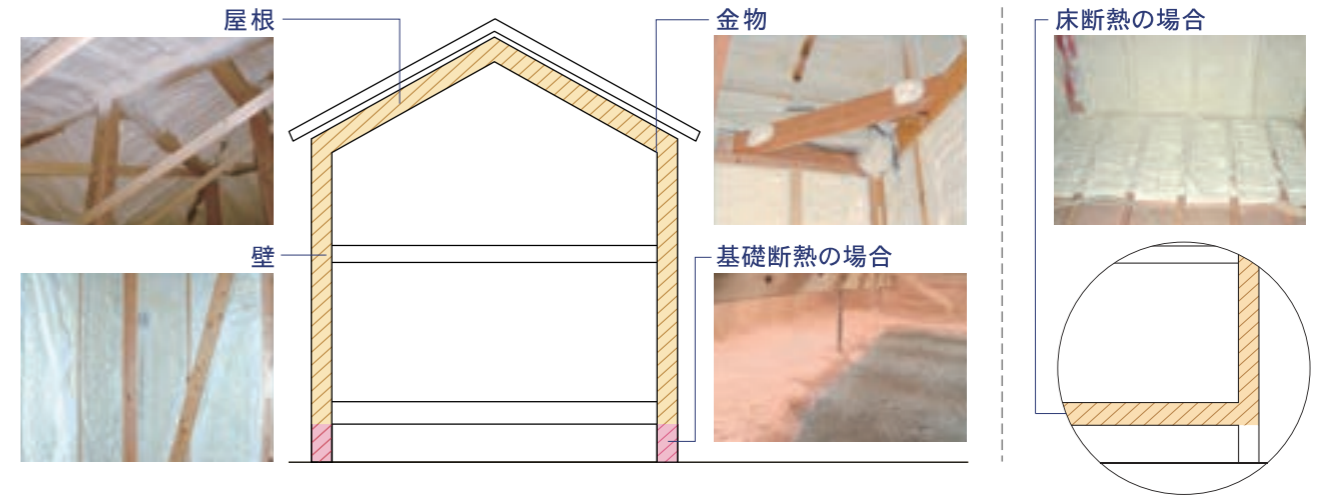 屋根
金物
床断熱の場合
壁
基礎断熱の場合